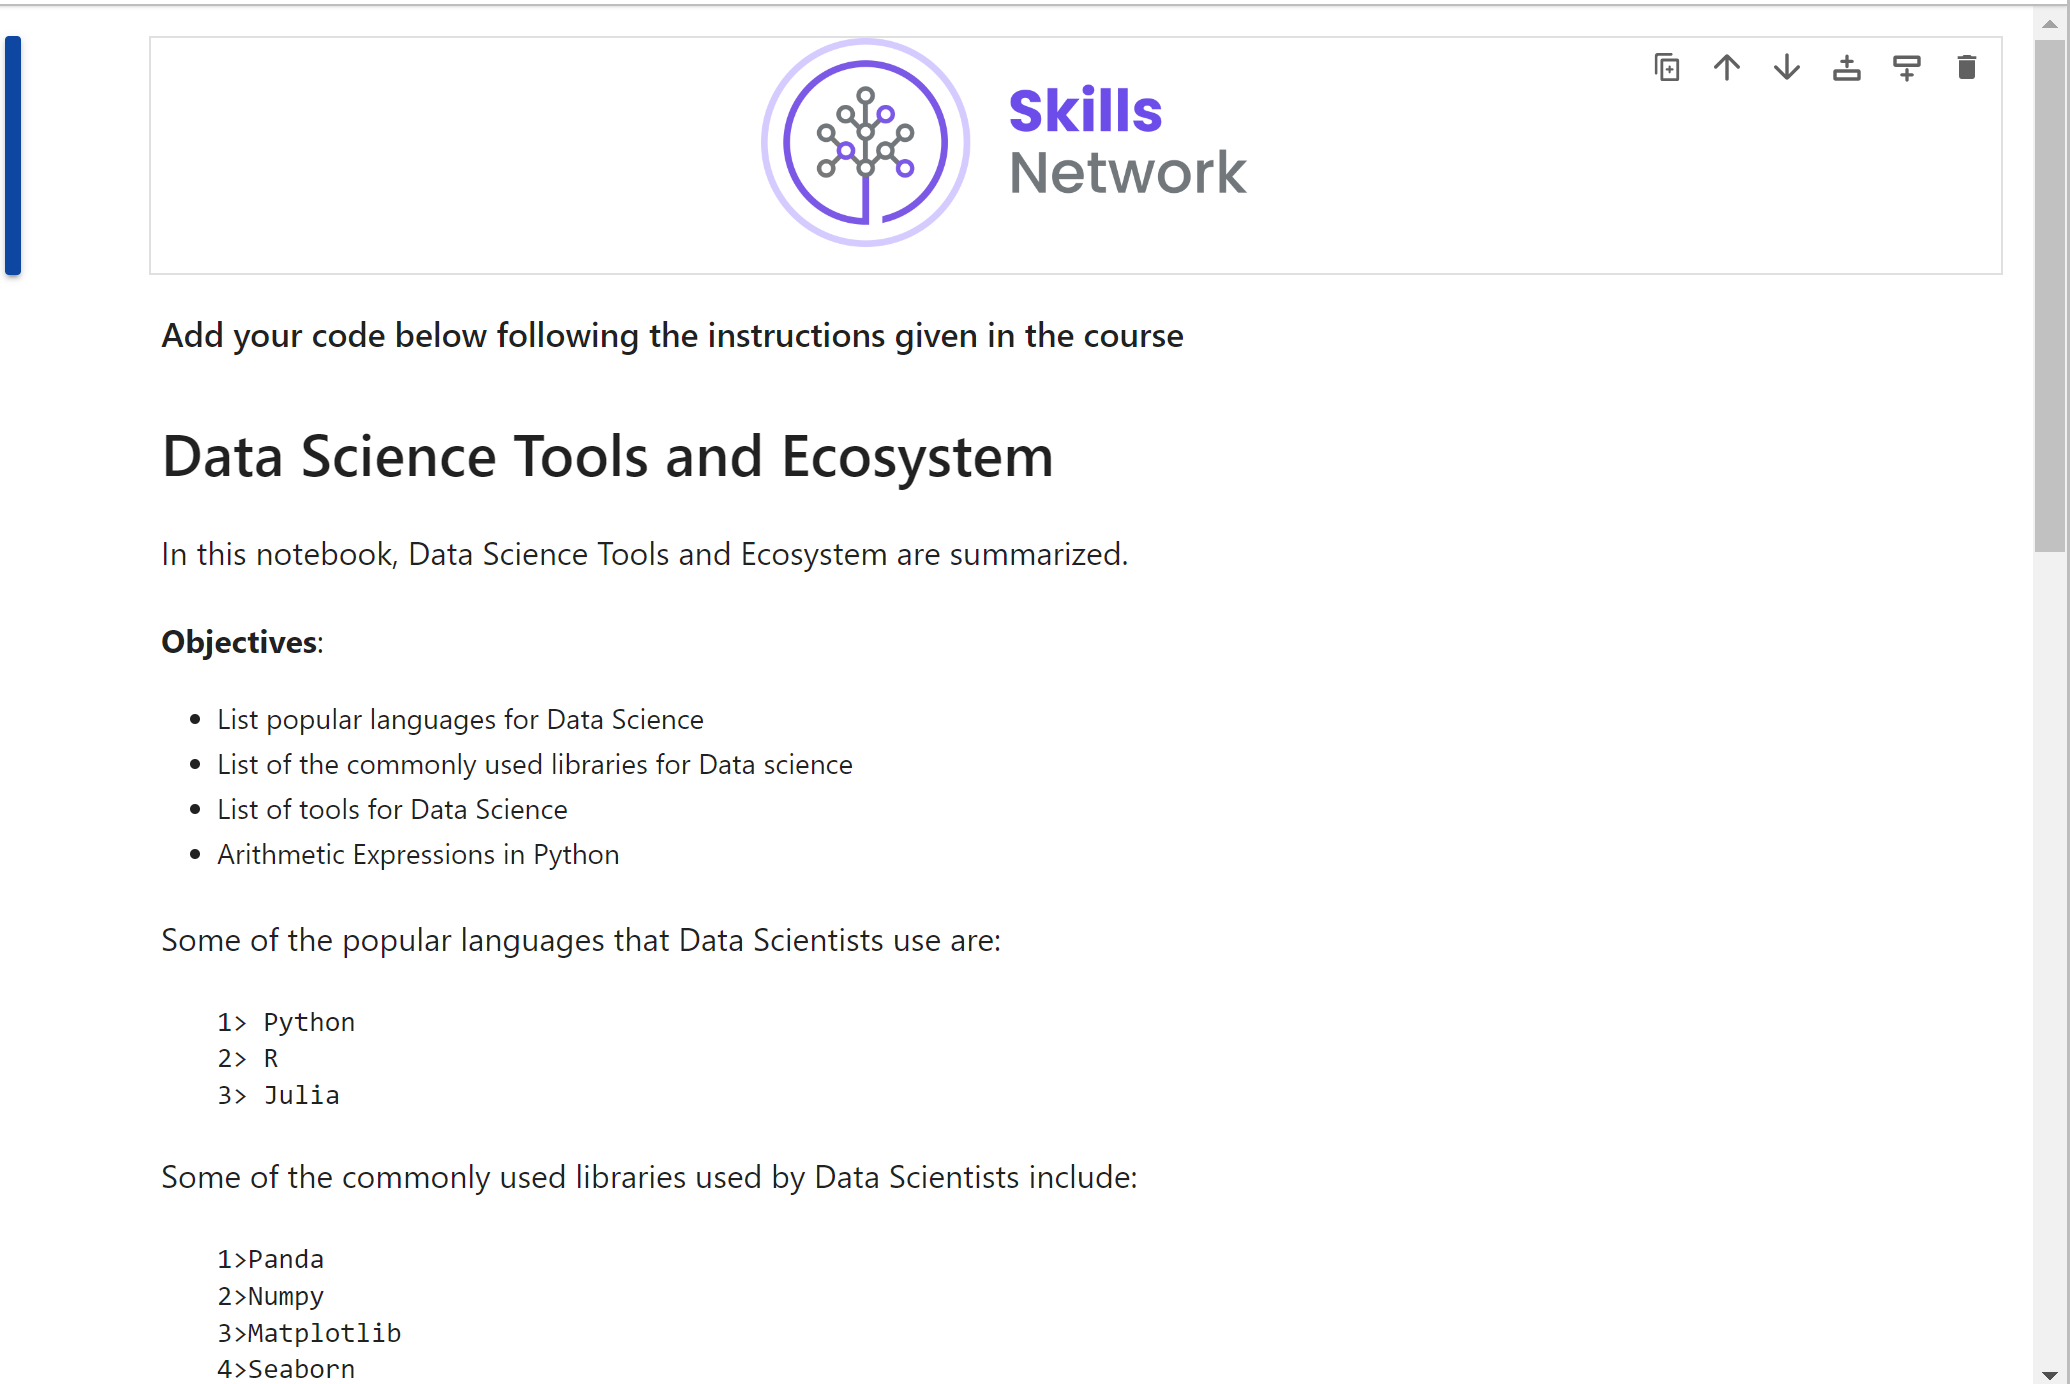 Skills
Network
Add your code below following the instructions given in the course
Data Science Tools and Ecosystem
In this notebook, Data Science Tools and Ecosystem are summarized.
Objectives:
• List popular languages for Data Science
• List of the commonly used libraries for Data science
• List of tools for Data Science
• Arithmetic Expressions in Python
Some of the popular languages that Data Scientists use are:
1> Python
2> R
3> Julia
Some of the commonly used libraries used by Data Scientists include:
1>Panda
2>Numpy
3>Matplotlib
4>Seaborn